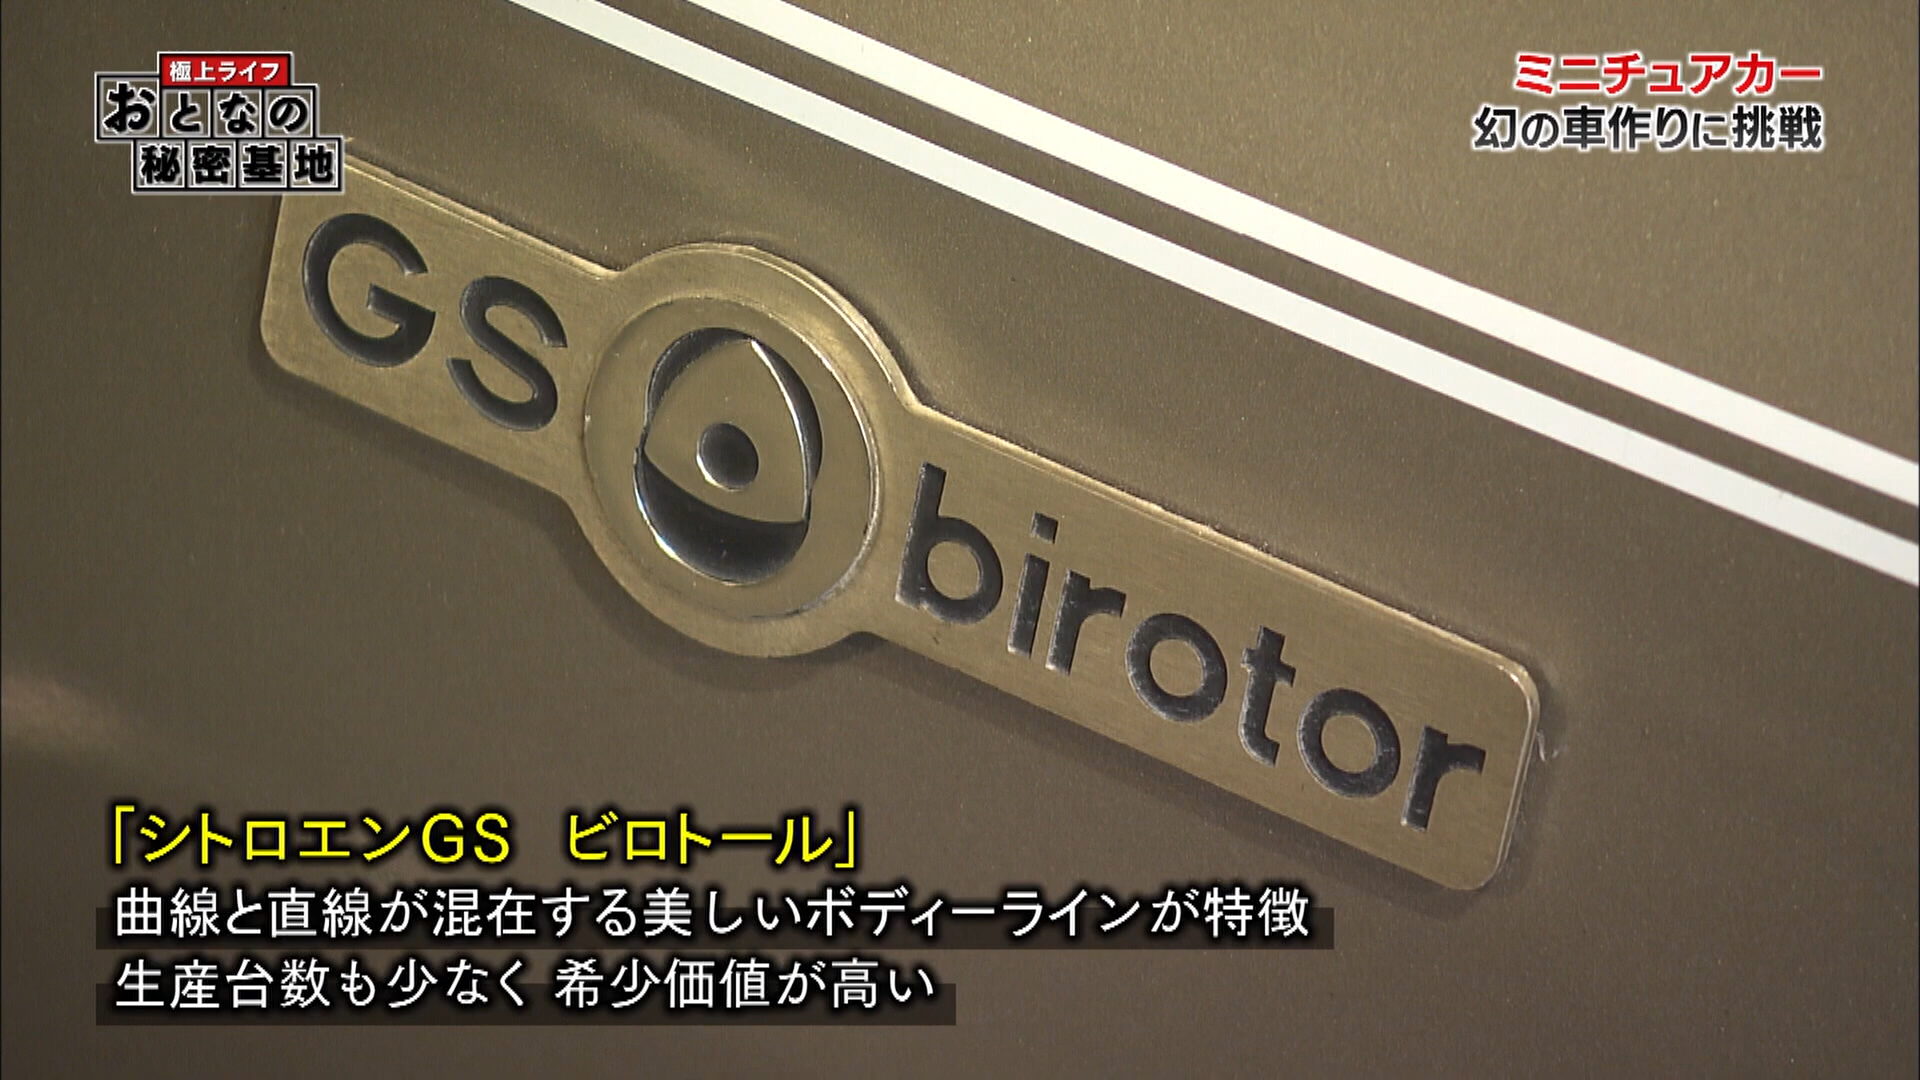 極上ライフ
おとなの
秘密基地
ミニチュアカー
幻の車作りに挑戦
GS birotor
「シトロエンGS　ビロトール」
曲線と直線が混在する美しいボディーラインが特徴
生産台数も少なく 希少価値が高い